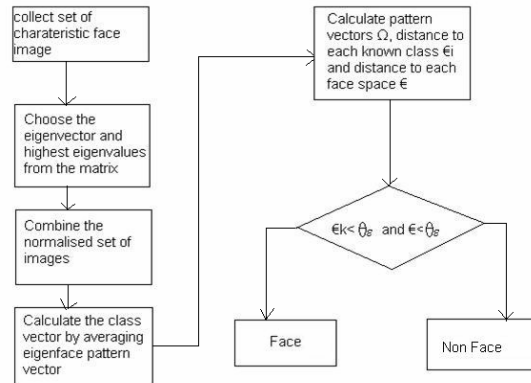 collect set of
charateristic face
image
Choose the
eigenvector and
highest eigenvalues
from the matrix
Combine the
normalised set of
images
Calculate the class
vector by averaging
eigenface pattern
vector
Calculate pattern
vectors Ω, distance to
each known class €i
and distance to each
face space €
€k< θε and €<θε
Face
Non Face